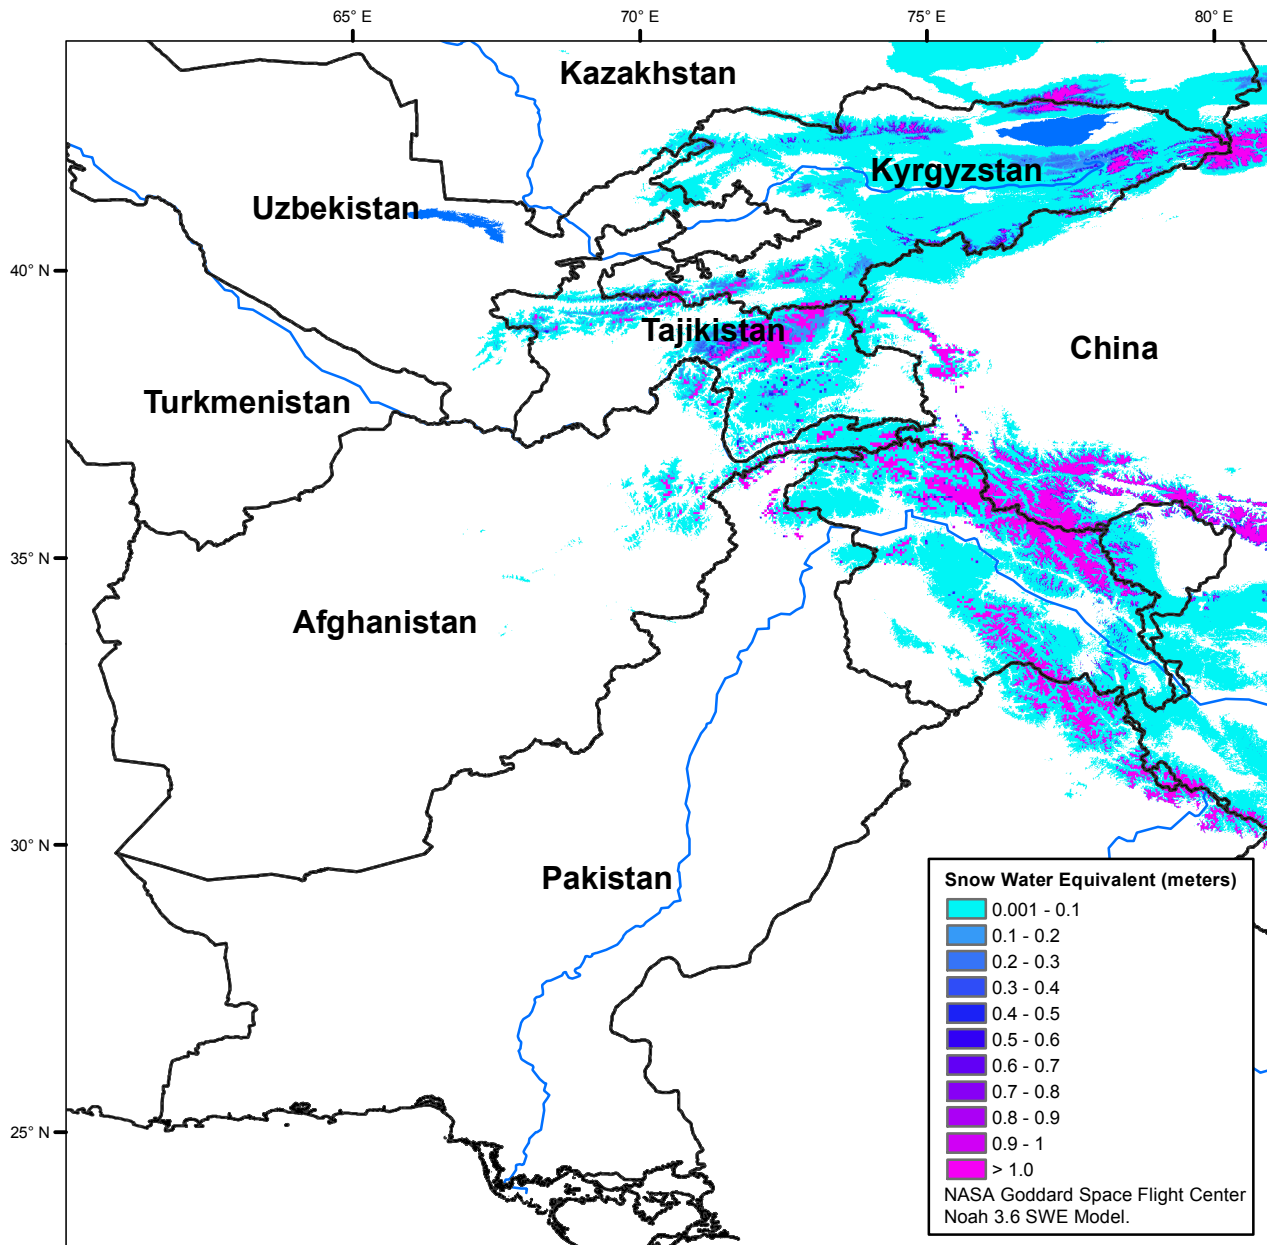 65° E
70° E
75° E
80° E
Kazakhstan
Kyrgyzstan
Uzbekistan
40° N
Tajikistan
China
Turkmenistan
35° N
Afghanistan
30° N
Pakistan
25° N
Snow Water Equivalent (meters)
0.001 - 0.1
0.1 - 0.2
0.2 - 0.3
0.3 - 0.4
0.4 - 0.5
0.5 - 0.6
0.6 - 0.7
0.7 - 0.8
0.8 - 0.9
0.9 - 1
> 1.0
NASA Goddard Space Flight Center
Noah 3.6 SWE Model.